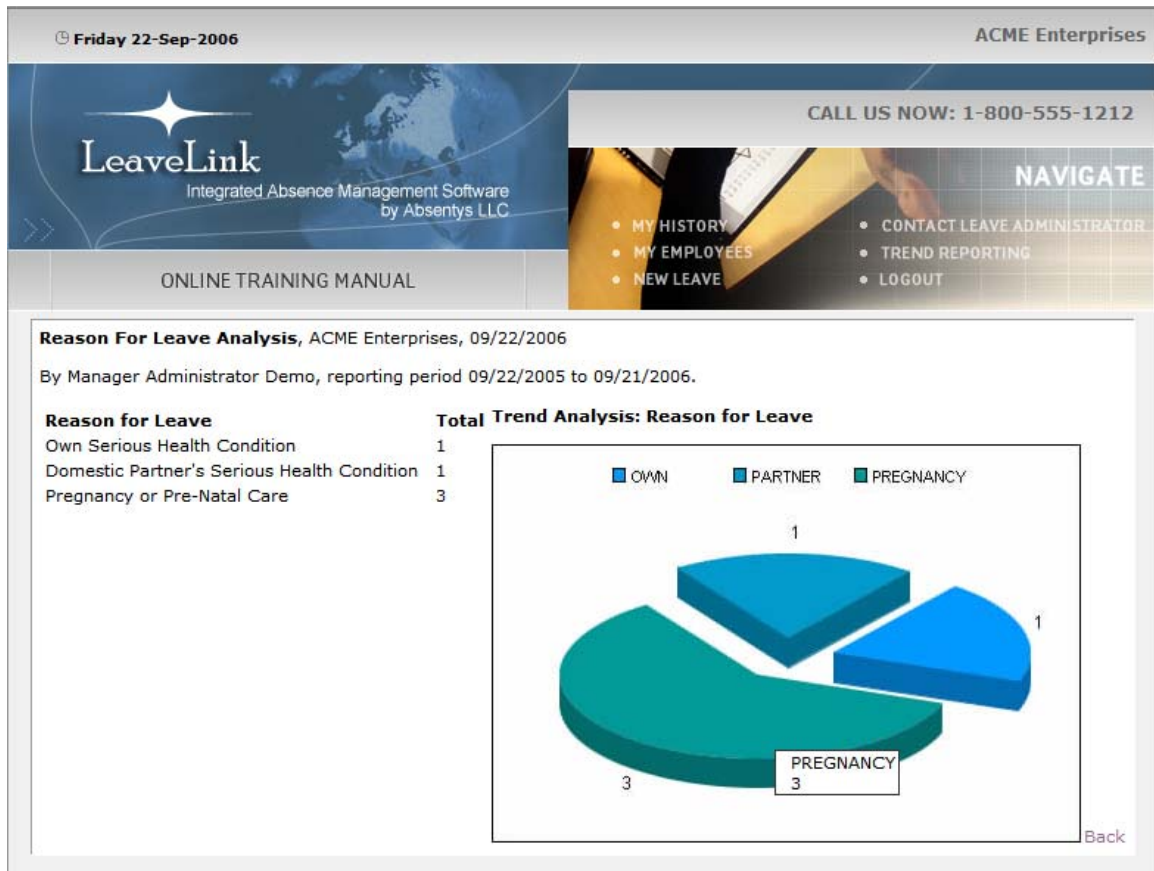 Friday 22-Sep-2006
ACME Enterprises
CALL US NOW: 1-800-555-1212
LeaveLink
Integrated Absence Management Software
by Absentys LLC
NAVIGATE
MY HISTORY
MY EMPLOYEES
NEW LEAVE
CONTACT LEAVE ADMINISTRATOR
TREND REPORTING
LOGOUT
ONLINE TRAINING MANUAL
Reason For Leave Analysis, ACME Enterprises, 09/22/2006
By Manager Administrator Demo, reporting period 09/22/2005 to 09/21/2006.
Reason for Leave Total
Own Serious Health Condition 1
Domestic Partner's Serious Health Condition 1
Pregnancy or Pre-Natal Care 3
Trend Analysis: Reason for Leave
OWN PARTNER PREGNANCY
1
1
3
PREGNANCY
3
Back